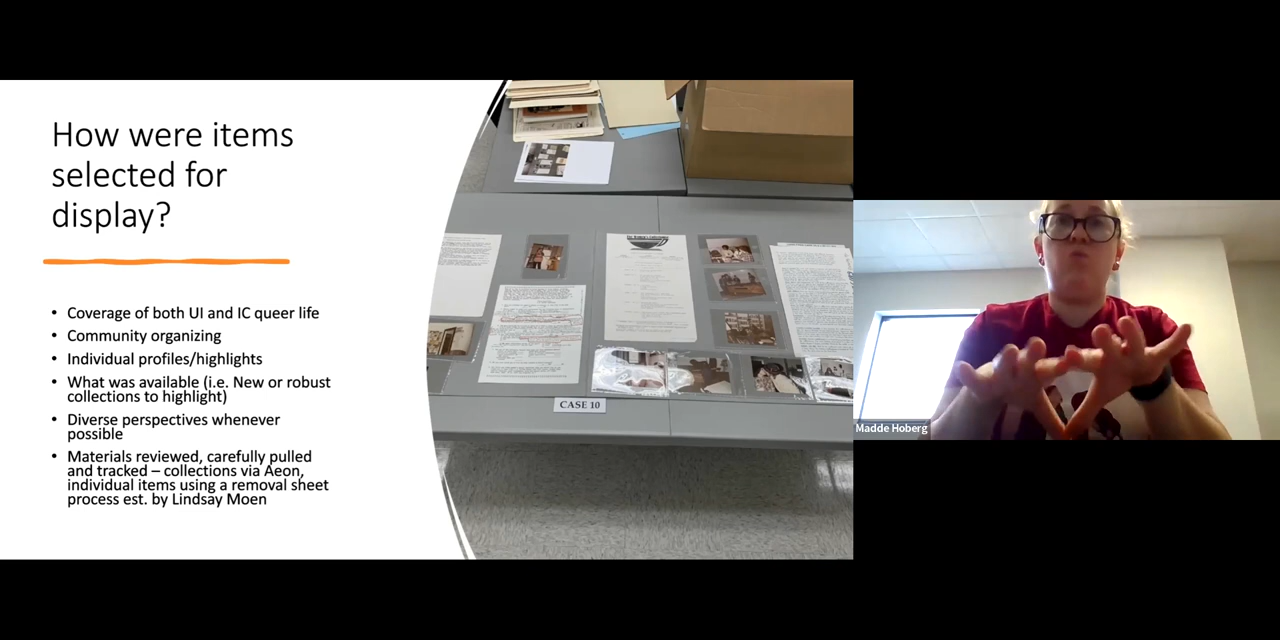 How were items
selected for
display?
• Coverage of both UI and IC queer life
• Community organizing
• Individual profiles/highlights
• What was available (i.e. New or robust
collections to highlight)
• Diverse perspectives whenever
possible
• Materials reviewed, carefully pulled
and tracked – collections via Aeon,
individual items using a removal sheet
process est. by Lindsay Moen
CASE 10
Madde Hoberg